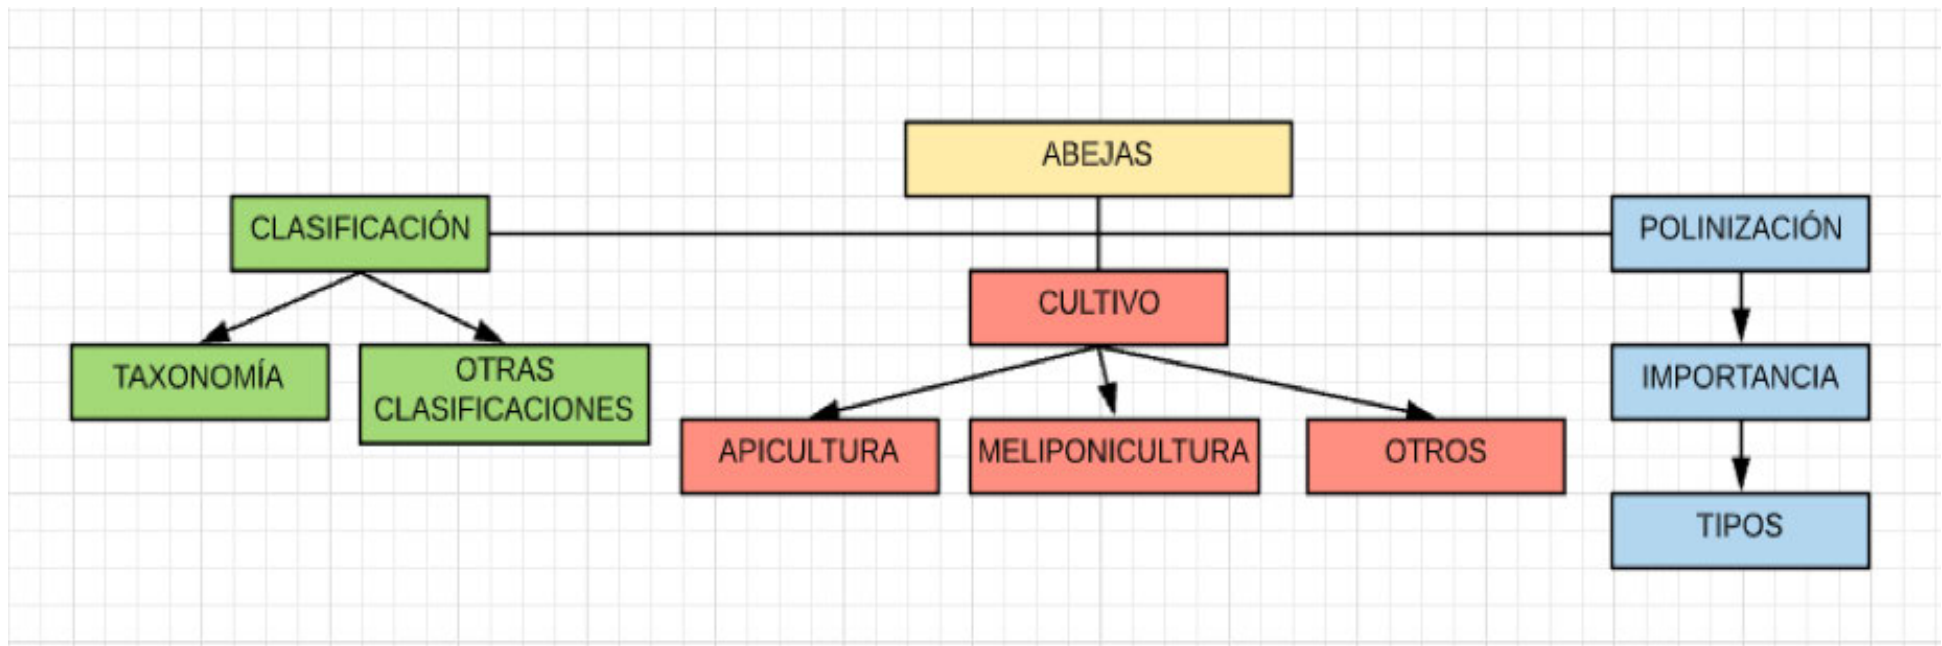 ABEJAS
CLASIFICACIÓN
POLINIZACIÓN
CULTIVO
TAXONOMÍA
OTRAS
CLASIFICACIONES
IMPORTANCIA
APICULTURA
MELIPONICULTURA
OTROS
TIPOS